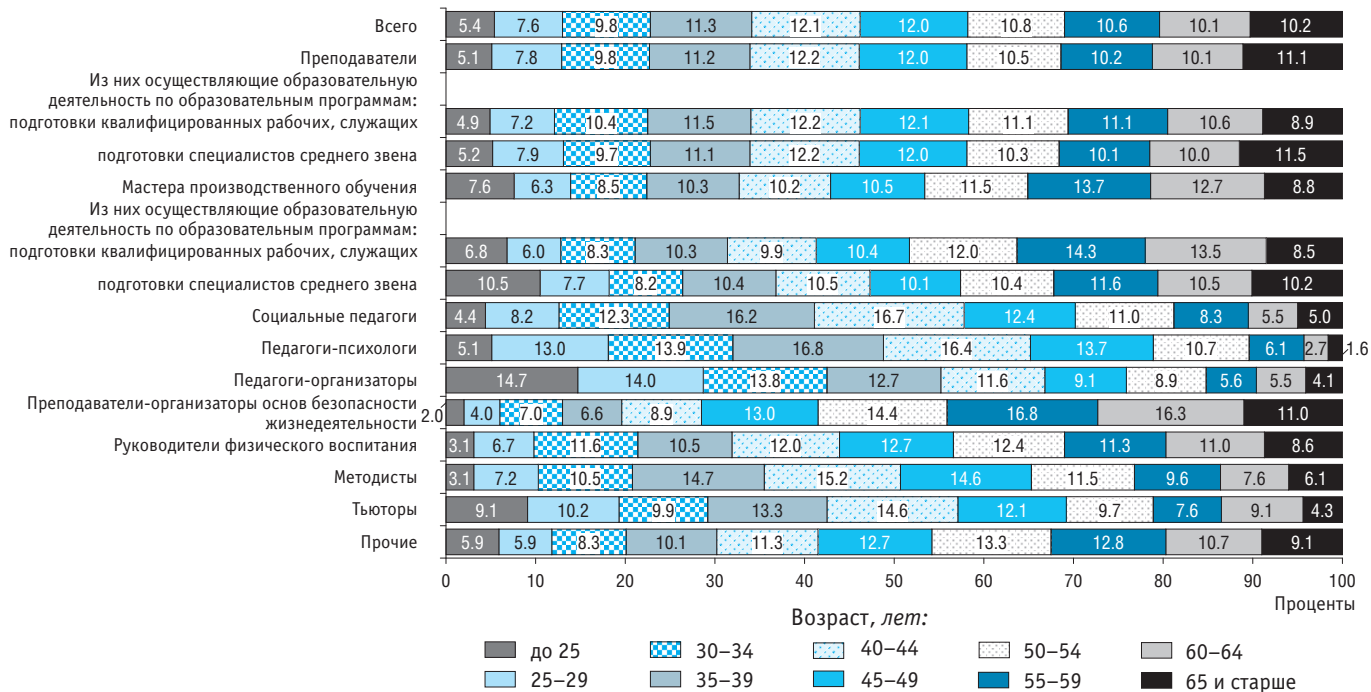 Всего 5.4 7.6 9.8 11.3 12.1 12.0 10.8 10.6 10.1 10.2
Преподаватели 5.1 7.8 9.8 11.2 12.2 12.0 10.5 10.2 10.1 11.1
Из них осуществляющие образовательную
деятельность по образовательным программам:
подготовки квалифицированных рабочих, служащих 4.9 7.2 10.4 11.5 12.2 12.1 11.1 11.1 10.6 8.9
подготовки специалистов среднего звена 5.2 7.9 9.7 11.1 12.2 12.0 10.3 10.1 10.0 11.5
Мастера производственного обучения 7.6 6.3 8.5 10.3 10.2 10.5 11.5 13.7 12.7 8.8
Из них осуществляющие образовательную
деятельность по образовательным программам:
подготовки квалифицированных рабочих, служащих 6.8 6.0 8.3 10.3 9.9 10.4 12.0 14.3 13.5 8.5
подготовки специалистов среднего звена 10.5 7.7 8.2 10.4 10.5 10.1 10.4 11.6 10.5 10.2
Социальные педагоги 4.4 8.2 12.3 16.2 16.7 12.4 11.0 8.3 5.5 5.0
Педагоги-психологи 5.1 13.0 13.9 16.8 16.4 13.7 10.7 6.1 2.7 1.6
Педагоги-организаторы 14.7 14.0 13.8 12.7 11.6 9.1 8.9 5.6 5.5 4.1
Преподаватели-организаторы основ безопасности
жизнедеятельности 2.0 4.0 7.0 6.6 8.9 13.0 14.4 16.8 16.3 11.0
Руководители физического воспитания 3.1 6.7 11.6 10.5 12.0 12.7 12.4 11.3 11.0 8.6
Методисты 3.1 7.2 10.5 14.7 15.2 14.6 11.5 9.6 7.6 6.1
Тьюторы 9.1 10.2 9.9 13.3 14.6 12.1 9.7 7.6 9.1 4.3
Прочие 5.9 5.9 8.3 10.1 11.3 12.7 13.3 12.8 10.7 9.1
0 10 20 30 40 50 60 70 80 90 100
Проценты
Возраст, лет:
до 25 30–34 40–44 50–54 60–64
25–29 35–39 45–49 55–59 65 и старше